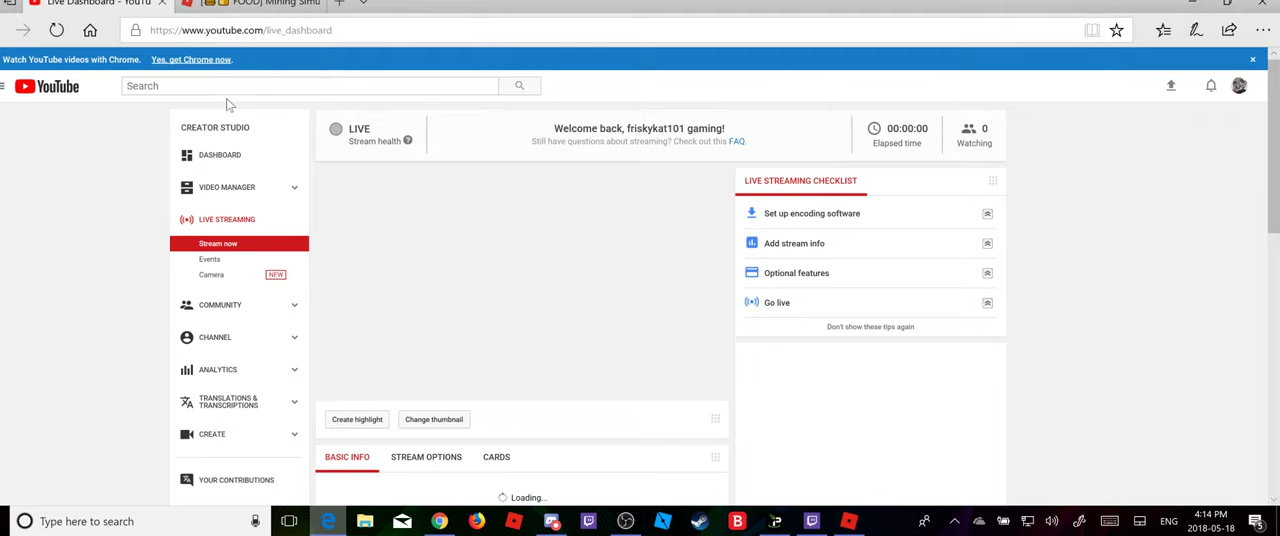 Live Dashboard - YouTu
FOOD] Mining Simu
https://www.youtube.com/live_dashboard
Watch YouTube videos with Chrome. Yes, get Chrome now.
YouTube
Search
CREATOR STUDIO
DASHBOARD
VIDEO MANAGER
LIVE STREAMING
Stream now
Events
Camera NEW
COMMUNITY
CHANNEL
ANALYTICS
TRANSLATIONS &
TRANSCRIPTIONS
CREATE
YOUR CONTRIBUTIONS
LIVE
Stream health ?
Welcome back, friskykat101 gaming!
Still have questions about streaming? Check out this FAQ.
00:00:00
Elapsed time
0
Watching
LIVE STREAMING CHECKLIST
Set up encoding software
Add stream info
Optional features
Go live
Don't show these tips again
Create highlight Change thumbnail
BASIC INFO STREAM OPTIONS CARDS
Loading...
Type here to search
ENG
4:14 PM
2018-05-18